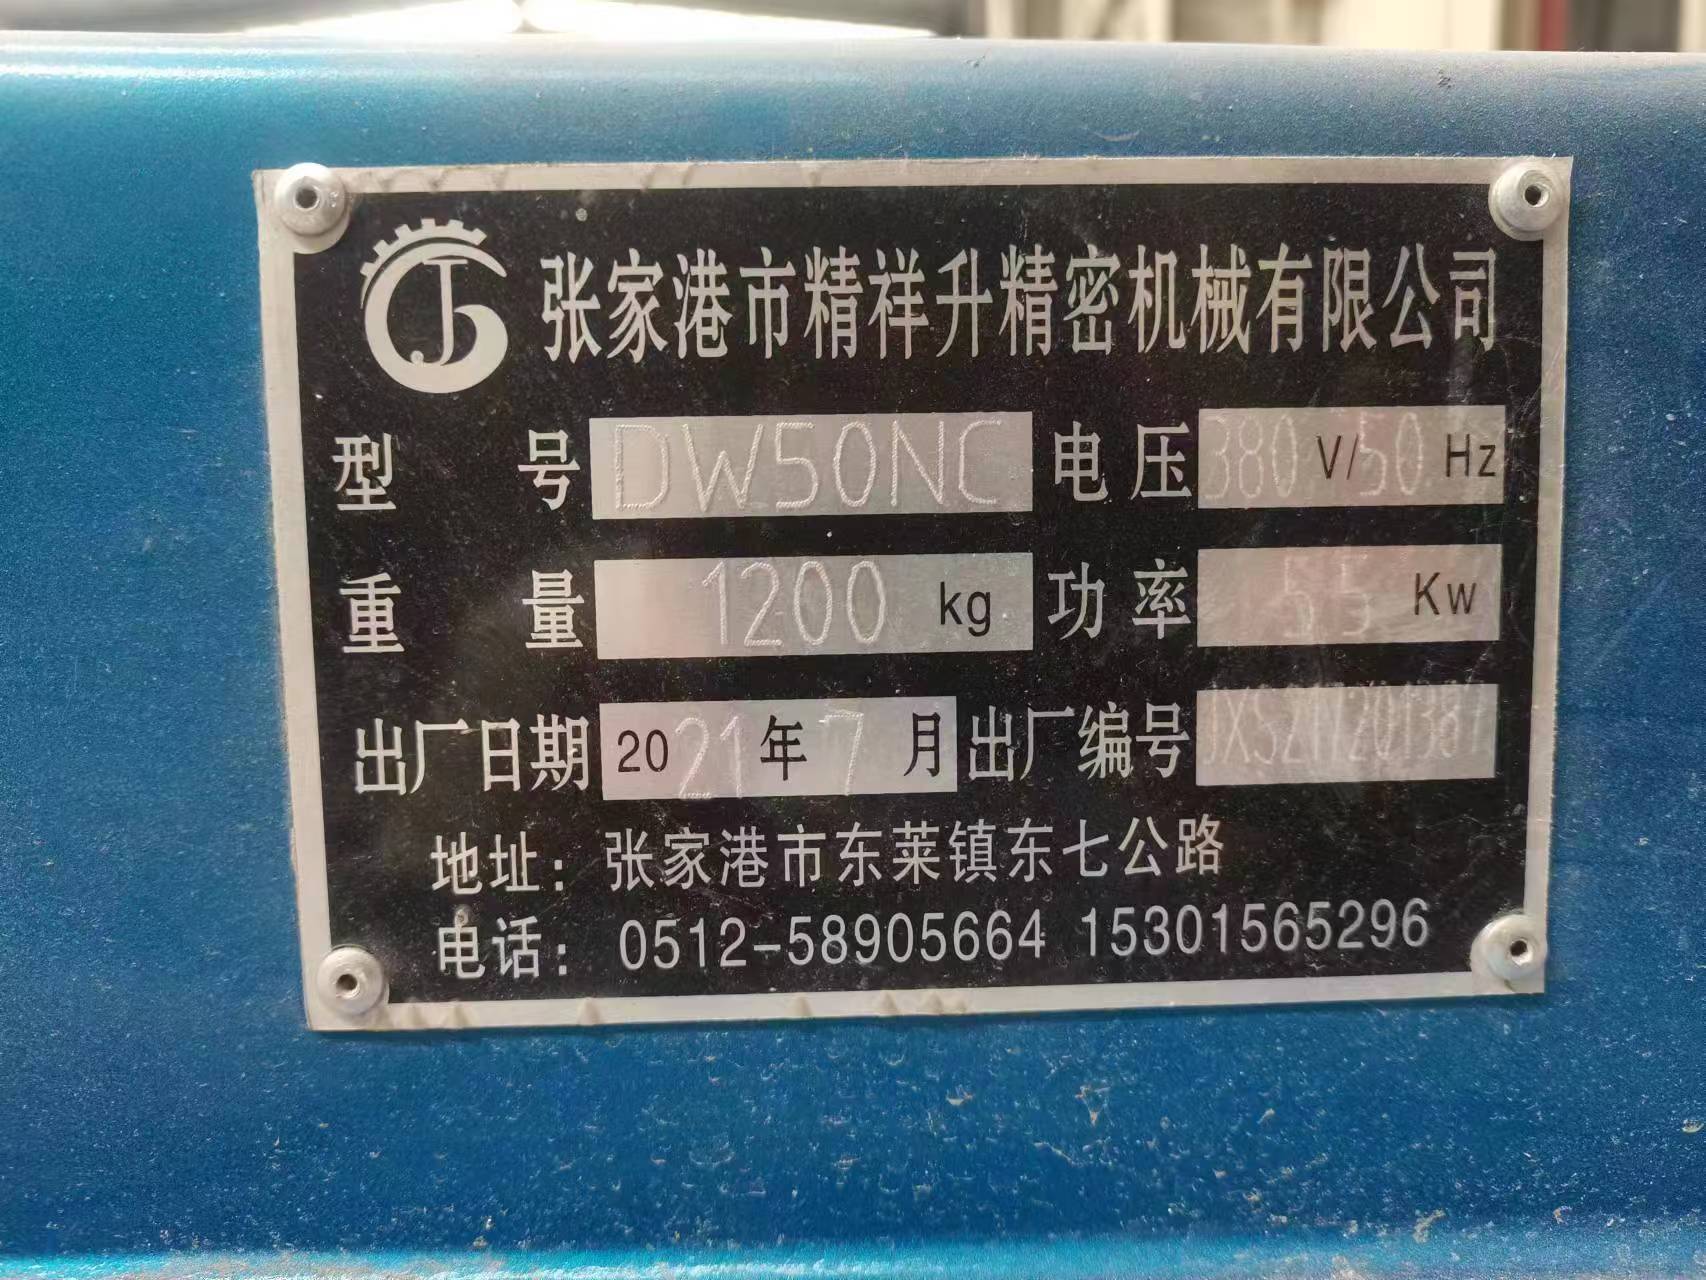 张家港市精祥升精密机械有限公司
型 号 DW50NC 电 压 380 V/50 Hz
重 量 1200 kg 功 率 5.5 Kw
出厂日期 2021 年 7 月 出厂编号
地址：张家港市东莱镇东七公路
电话：0512-58905664 15301565296